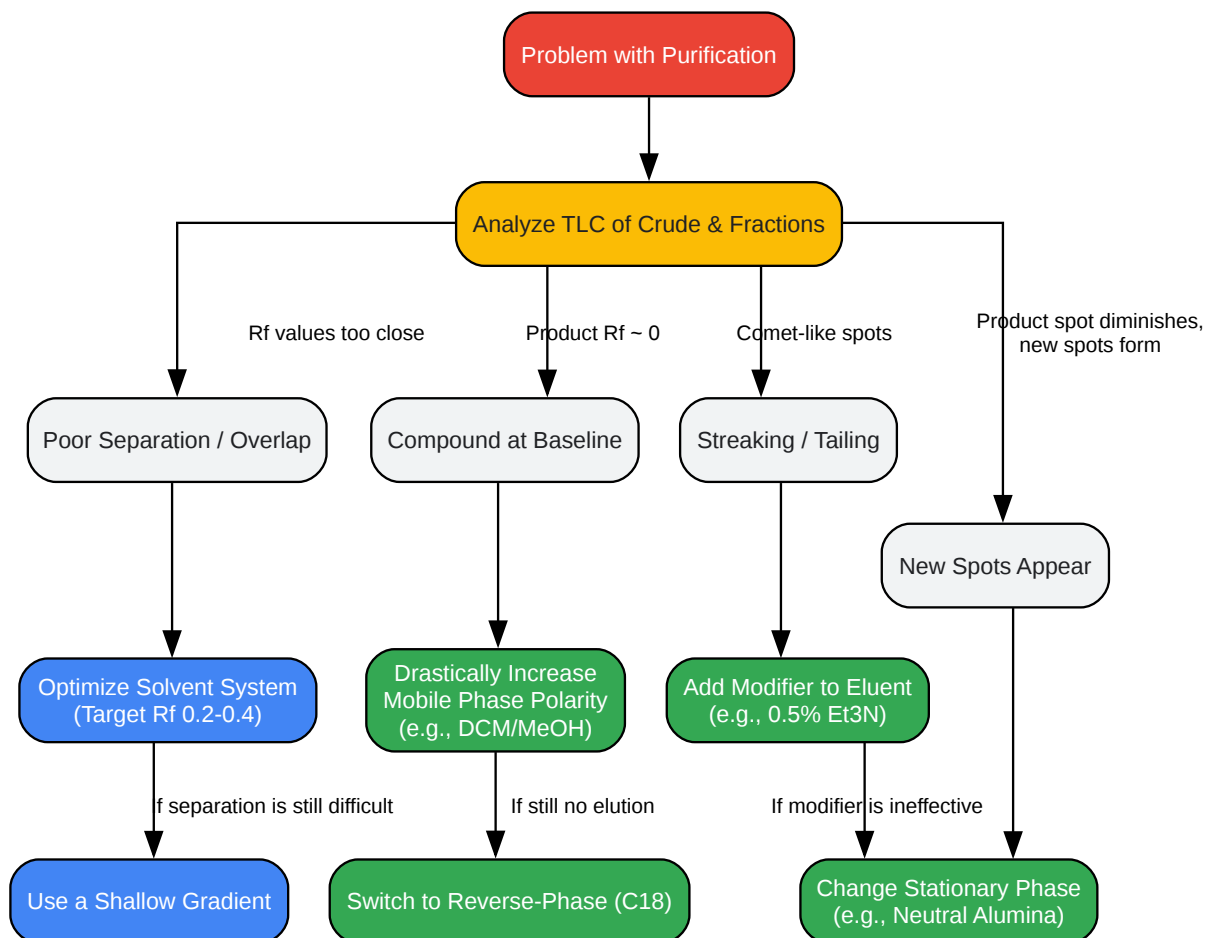 Problem with Purification
Analyze TLC of Crude & Fractions
Rf values too close
Product Rf ~ 0
Comet-like spots
Product spot diminishes,
new spots form
Poor Separation / Overlap
Compound at Baseline
Streaking / Tailing
New Spots Appear
Optimize Solvent System
(Target Rf 0.2-0.4)
Drastically Increase
Mobile Phase Polarity
(e.g., DCM/MeOH)
Add Modifier to Eluent
(e.g., 0.5% Et3N)
If separation is still difficult
If still no elution
If modifier is ineffective
Use a Shallow Gradient
Switch to Reverse-Phase (C18)
Change Stationary Phase
(e.g., Neutral Alumina)